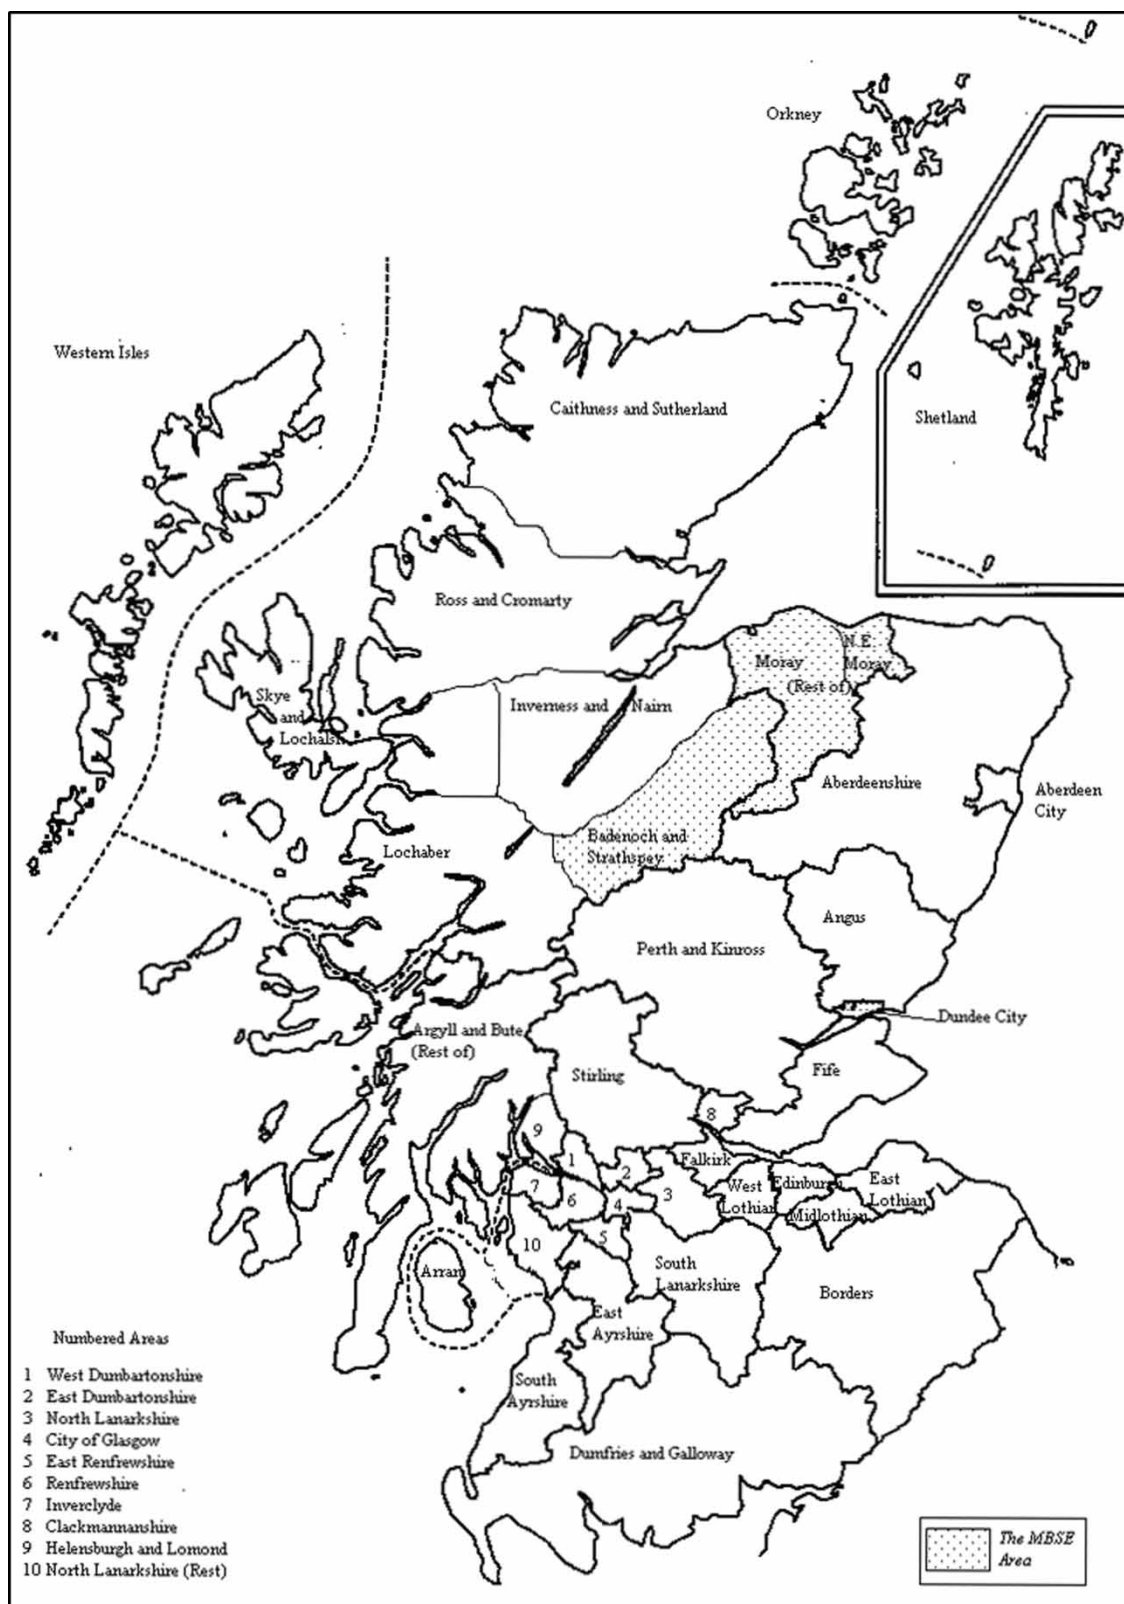 Orkney
Western Isles
Caithness and Sutherland
Shetland
Ross and Cromarty
N.E
Moray
Moray
(Rest of)
Skye
and
Lochalsh
Inverness and Nairn
Aberdeenshire
Aberdeen
City
Badenoch and
Strathspey
Lochaber
Angus
Perth and Kinross
Dundee City
Argyll and Bute
(Rest of)
Stirling
Fife
8
9
Falkirk
1
2
3
West
Lothian
Edinburgh
East
Lothian
Midlothian
7
6
4
5
10
Arran
South
Lanarkshire
Borders
East
Ayrshire
South
Ayrshire
Dumfries and Galloway
Numbered Areas
1 West Dumbartonshire
2 East Dumbartonshire
3 North Lanarkshire
4 City of Glasgow
5 East Renfrewshire
6 Renfrewshire
7 Inverclyde
8 Clackmannanshire
9 Helensburgh and Lomond
10 North Lanarkshire (Rest)
The MBSE
Area